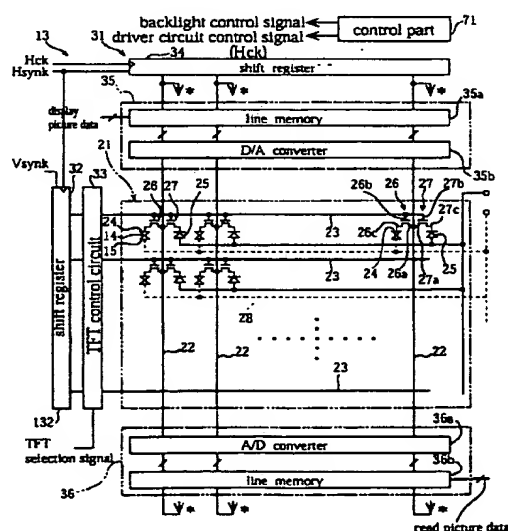 backlight control signal
driver circuit control signal
(Hck)
control part
71
13
31
34
Hck
Hsynk
shift register
*
*
*
35
35a
display picture data
line memory
D/A converter
35b
Vsynk
32
33
21
26
27
25
26b
26
27
27b
27c
24
14
15
23
26c
24
26a
27a
25
28
shift register
TFT control circuit
22
22
23
22
132
TFT selection signal
36
36a
A/D converter
36b
line memory
*
*
*
read picture data